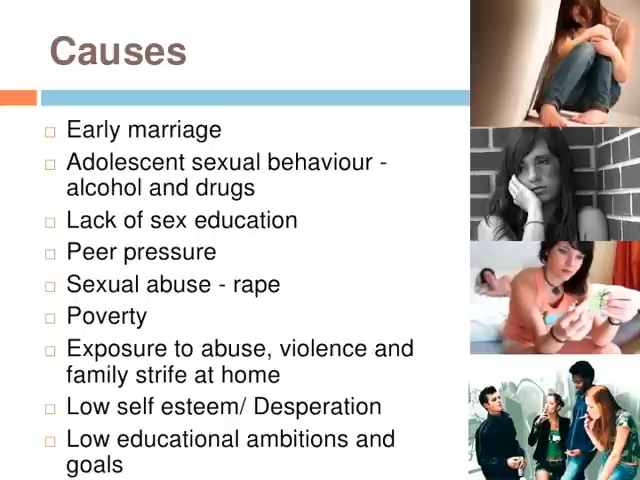 Causes
Early marriage
Adolescent sexual behaviour -
alcohol and drugs
Lack of sex education
Peer pressure
Sexual abuse - rape
Poverty
Exposure to abuse, violence and
family strife at home
Low self esteem/ Desperation
Low educational ambitions and
goals